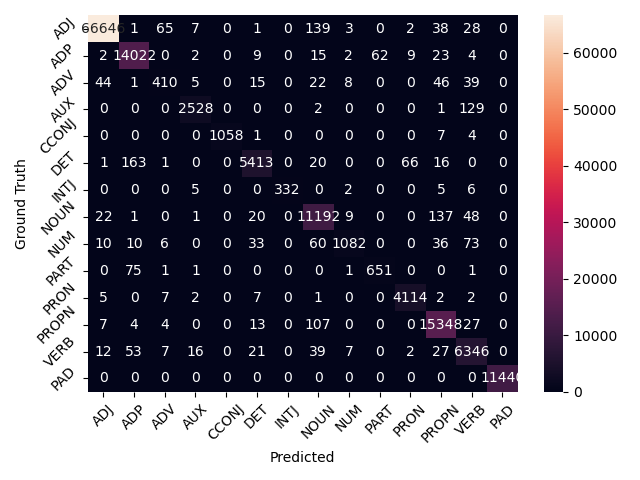 Ground Truth
ADJ 66646 1 65 7 0 1 0 139 3 0 2 38 28 0
ADP 2 14022 0 2 0 9 0 15 2 62 9 23 4 0
ADV 44 1 410 5 0 15 0 22 8 0 0 46 39 0
AUX 0 0 0 2528 0 0 0 2 0 0 0 1 129 0
CCONJ 0 0 0 0 1058 1 0 0 0 0 0 7 4 0
DET 1 163 1 0 0 5413 0 20 0 0 66 16 0 0
INTJ 0 0 0 5 0 0 332 0 2 0 0 5 6 0
NOUN 22 1 0 1 0 20 0 11192 9 0 0 137 48 0
NUM 10 10 6 0 0 33 0 60 1082 0 0 36 73 0
PART 0 75 1 1 0 0 0 0 1 651 0 0 1 0
PRON 5 0 7 2 0 7 0 1 0 0 4114 2 2 0
PROPN 7 4 4 0 0 13 0 107 0 0 0 15348 27 0
VERB 12 53 7 16 0 21 0 39 7 0 2 27 6346 0
PAD 0 0 0 0 0 0 0 0 0 0 0 0 0
ADJ ADP ADV AUX CCONJ DET INTJ NOUN NUM PART PRON PROPN VERB PAD
Predicted
60000
50000
40000
30000
20000
10000
0